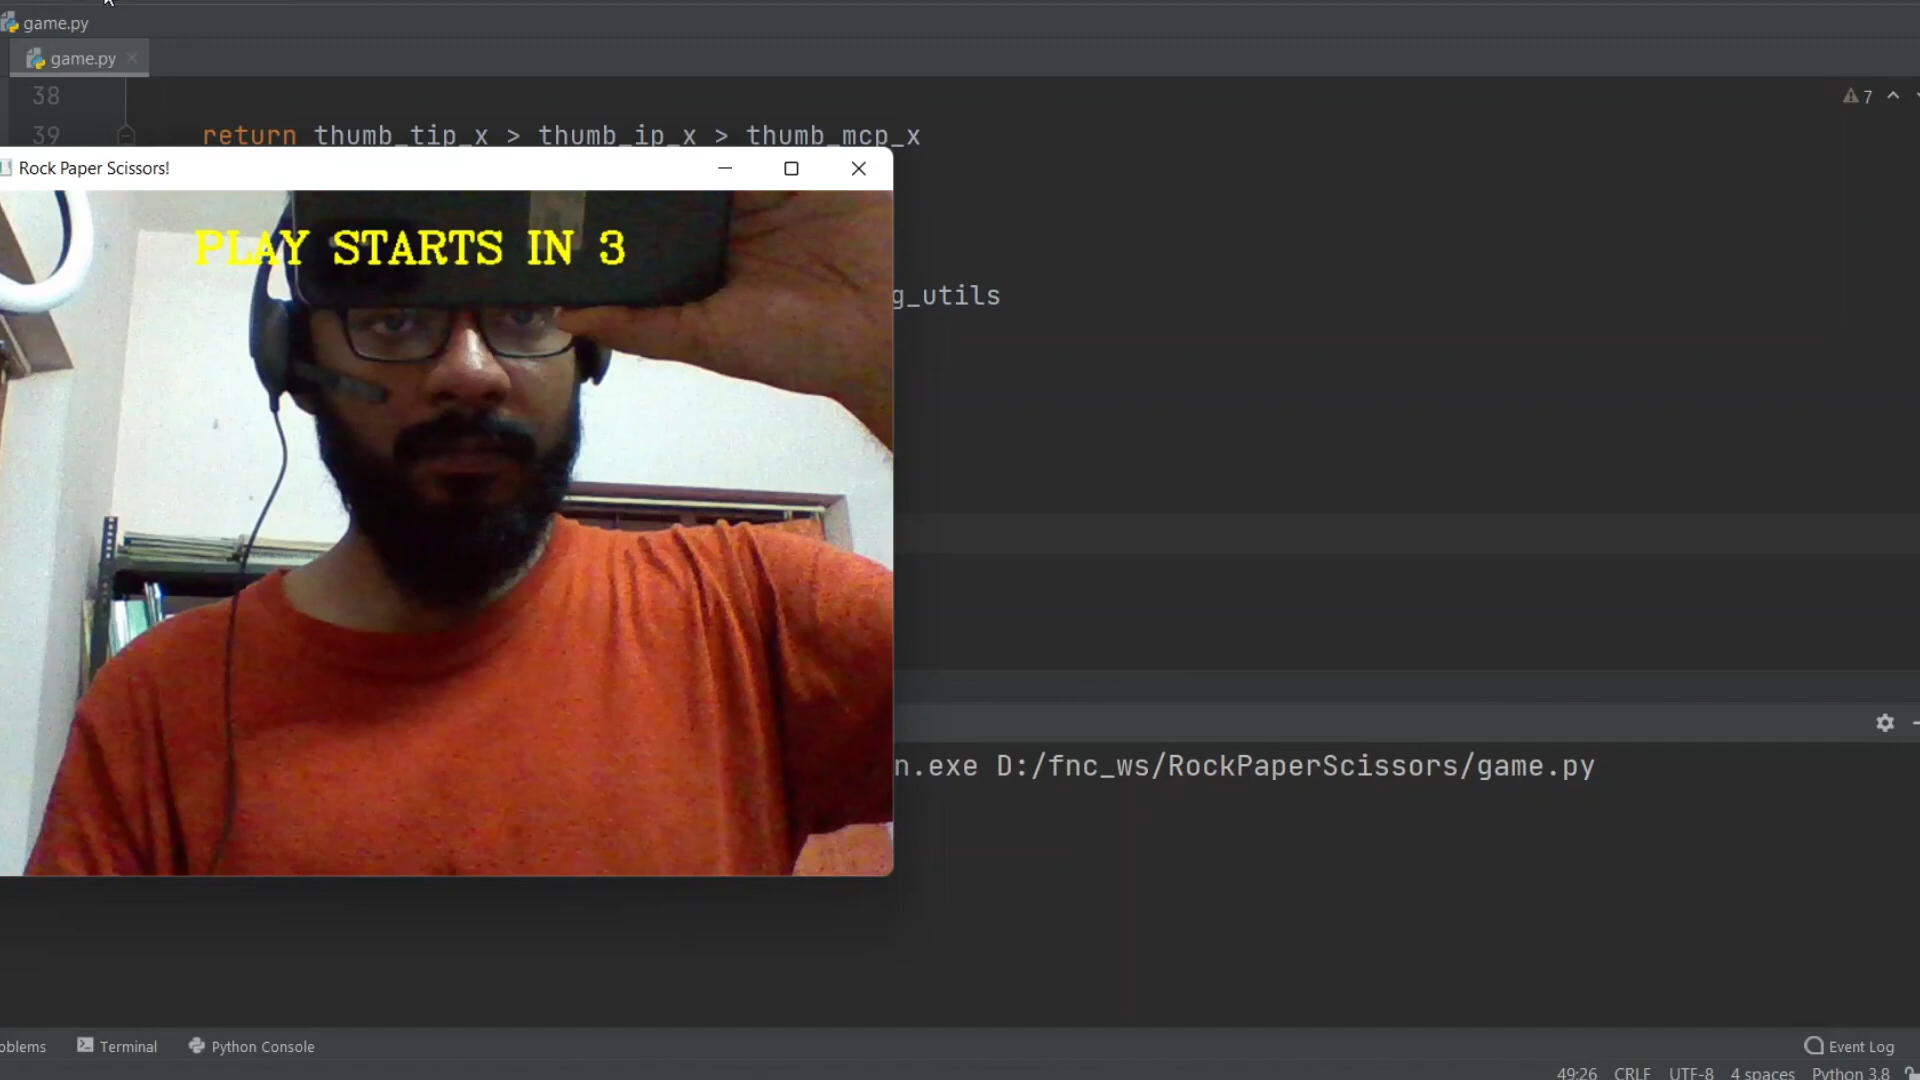 game.py
game.py
38
7
39
return thumb_tip_x > thumb_ip_x > thumb_mcp_x
Rock Paper Scissors!
PLAY STARTS IN 3
g_utils
n.exe D:/fnc_ws/RockPaperScissors/game.py
oblems Terminal Python Console Event Log
49:26 CRLF UTF-8 4 spaces Python 3.8